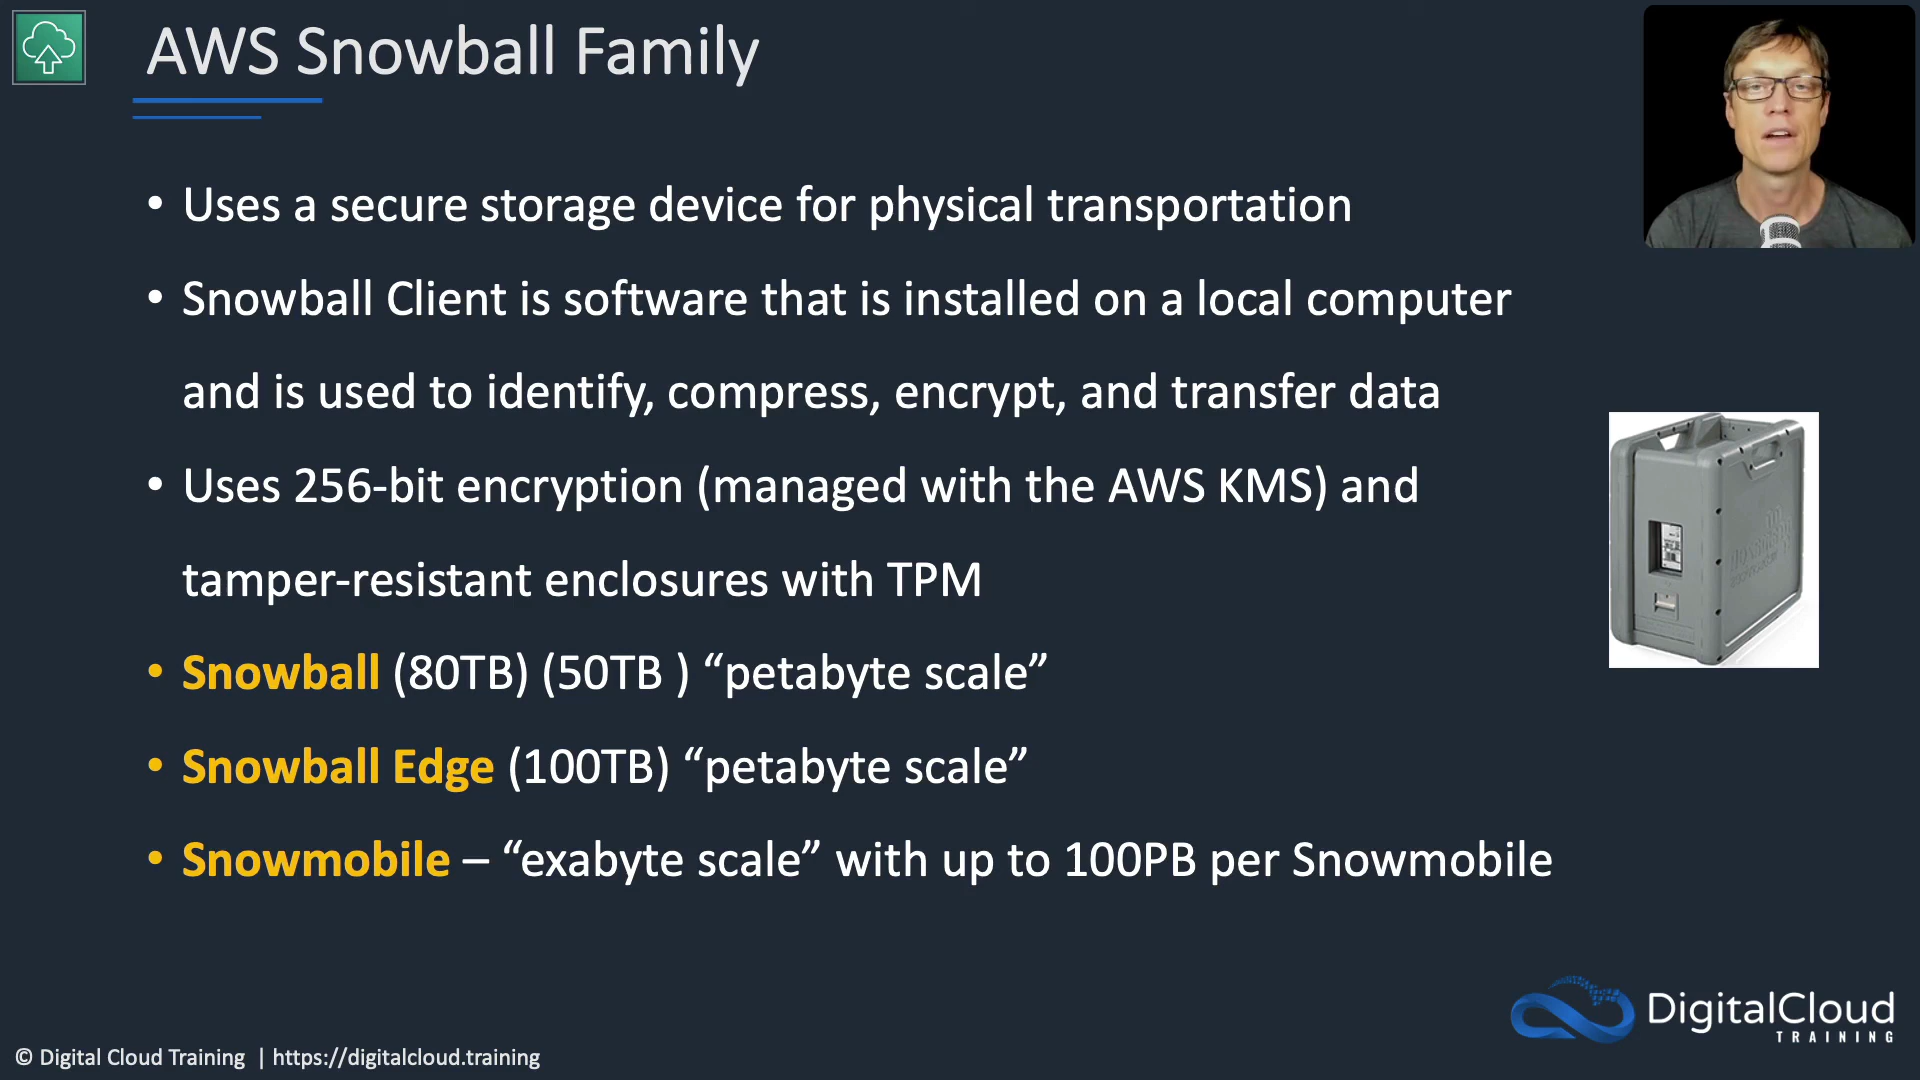 AWS Snowball Family
• Uses a secure storage device for physical transportation
• Snowball Client is software that is installed on a local computer
and is used to identify, compress, encrypt, and transfer data
• Uses 256-bit encryption (managed with the AWS KMS) and
tamper-resistant enclosures with TPM
• Snowball (80TB) (50TB ) “petabyte scale”
• Snowball Edge (100TB) “petabyte scale”
• Snowmobile – “exabyte scale” with up to 100PB per Snowmobile
DigitalCloud
TRAINING
© Digital Cloud Training | https://digitalcloud.training